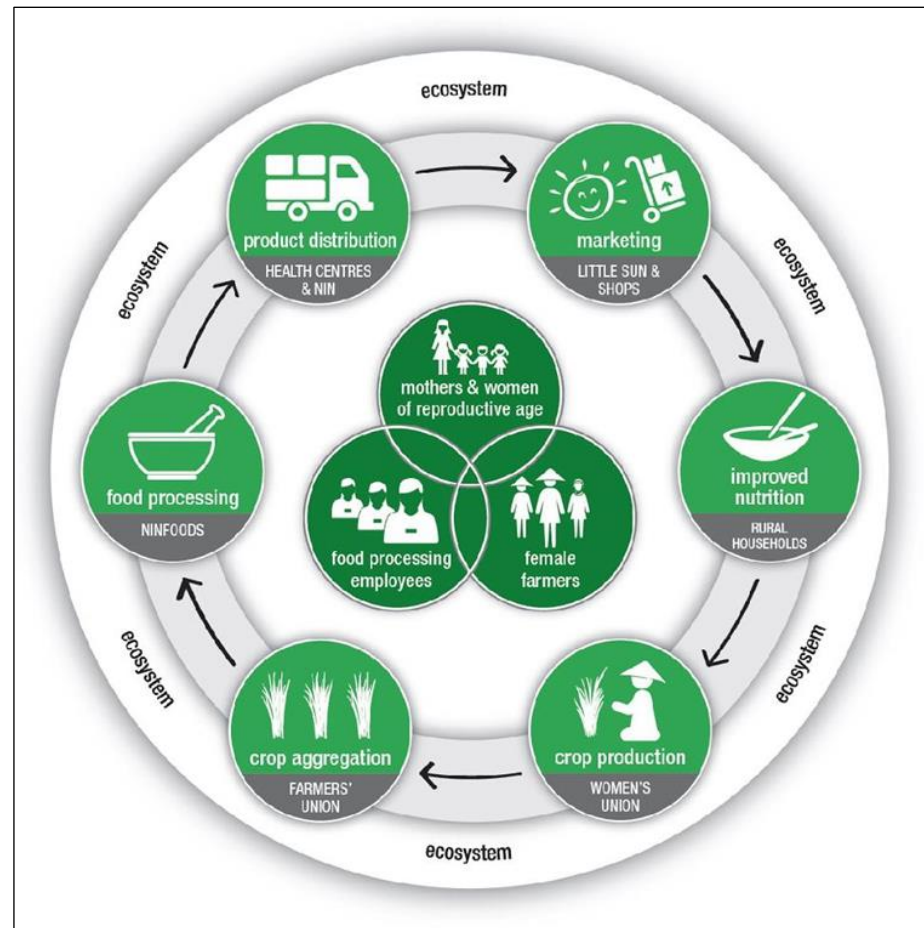 ecosystem
product distribution
HEALTH CENTRES
& NIN
marketing
LITTLE SUN &
SHOPS
ecosystem
ecosystem
mothers & women
of reproductive age
food processing
NINFOODS
improved
nutrition
RURAL
HOUSEHOLDS
food processing
employees
female
farmers
ecosystem
ecosystem
crop aggregation
FARMERS'
UNION
crop production
WOMEN'S
UNION
ecosystem